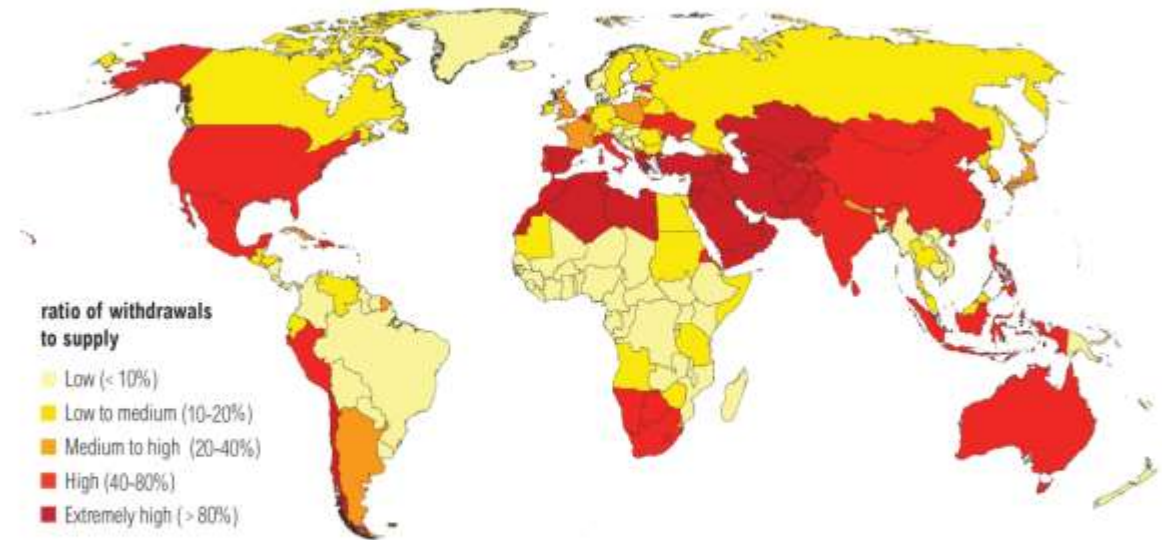 ratio of withdrawals
to supply
Low (< 10%)
Low to medium (10-20%)
Medium to high (20-40%)
High (40-80%)
Extremely high ( > 80%)